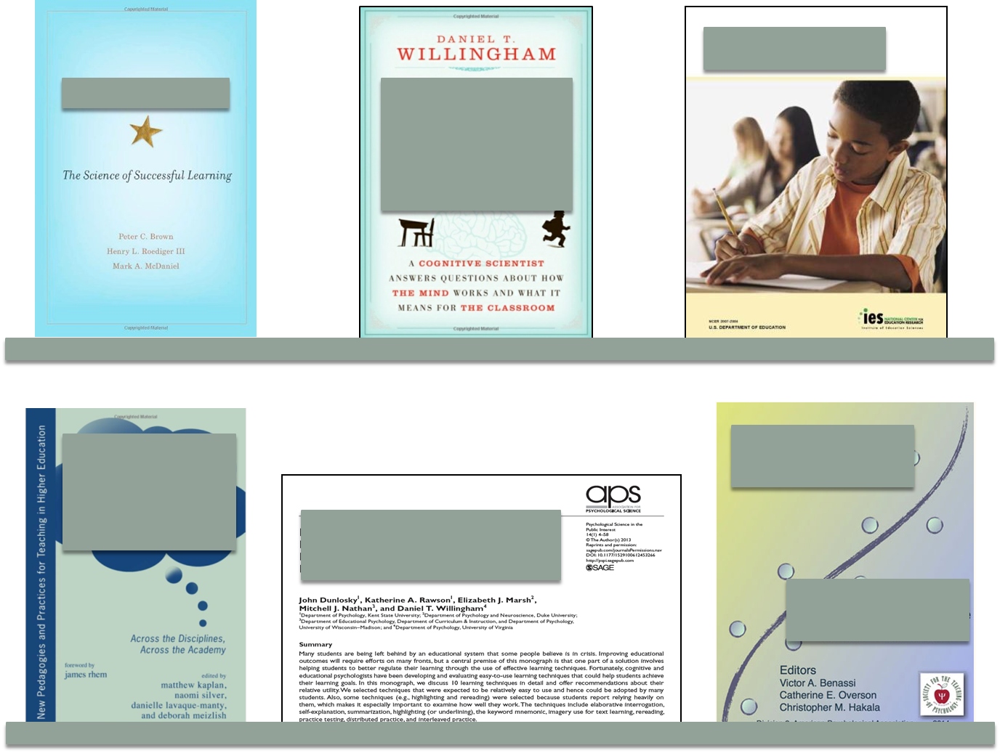 Copyrighted Material
The Science of Successful Learning
Peter C. Brown
Henry L. Roediger III
Mark A. McDaniel
Copyrighted Material
Copyrighted Material
DANIEL T.
WILLINGHAM
A COGNITIVE SCIENTIST
ANSWERS QUESTIONS ABOUT HOW
THE MIND WORKS AND WHAT IT
MEANS FOR THE CLASSROOM
Copyrighted Material
NCER 2007-2004
U.S. DEPARTMENT OF EDUCATION
ies NATIONAL CENTER FOR
EDUCATION RESEARCH
Institute of Education Sciences
New Pedagogies and Practices for Teaching in Higher Education
Copyrighted Material
Across the Disciplines,
Across the Academy
foreword by
james rhem
edited by
matthew kaplan,
naomi silver,
danielle lavaque-manty,
and deborah meizlish
aps
ASSOCIATION FOR
PSYCHOLOGICAL SCIENCE
Psychological Science in the
Public Interest
14(1) 4–58
© The Author(s) 2013
Reprints and permission:
sagepub.com/journalsPermissions.nav
DOI: 10.1177/1529100612453266
http://pspi.sagepub.com
SAGE
John Dunlosky1, Katherine A. Rawson1, Elizabeth J. Marsh2,
Mitchell J. Nathan3, and Daniel T. Willingham4
1Department of Psychology, Kent State University; 2Department of Psychology and Neuroscience, Duke University;
3Department of Educational Psychology, Department of Curriculum & Instruction, and Department of Psychology,
University of Wisconsin–Madison; and 4Department of Psychology, University of Virginia
Summary
Many students are being left behind by an educational system that some people believe is in crisis. Improving educational
outcomes will require efforts on many fronts, but a central premise of this monograph is that one part of a solution involves
helping students to better regulate their learning through the use of effective learning techniques. Fortunately, cognitive and
educational psychologists have been developing and evaluating easy-to-use learning techniques that could help students achieve
their learning goals. In this monograph, we discuss 10 learning techniques in detail and offer recommendations about their
relative utility. We selected techniques that were expected to be relatively easy to use and hence could be adopted by many
students. Also, some techniques (e.g., highlighting and rereading) were selected because students report relying heavily on
them, which makes it especially important to examine how well they work. The techniques include elaborative interrogation,
self-explanation, summarization, highlighting (or underlining), the keyword mnemonic, imagery use for text learning, rereading,
practice testing, distributed practice, and interleaved practice.
Editors
Victor A. Benassi
Catherine E. Overson
Christopher M. Hakala
SOCIETY FOR THE TEACHING
OF PSYCHOLOGY